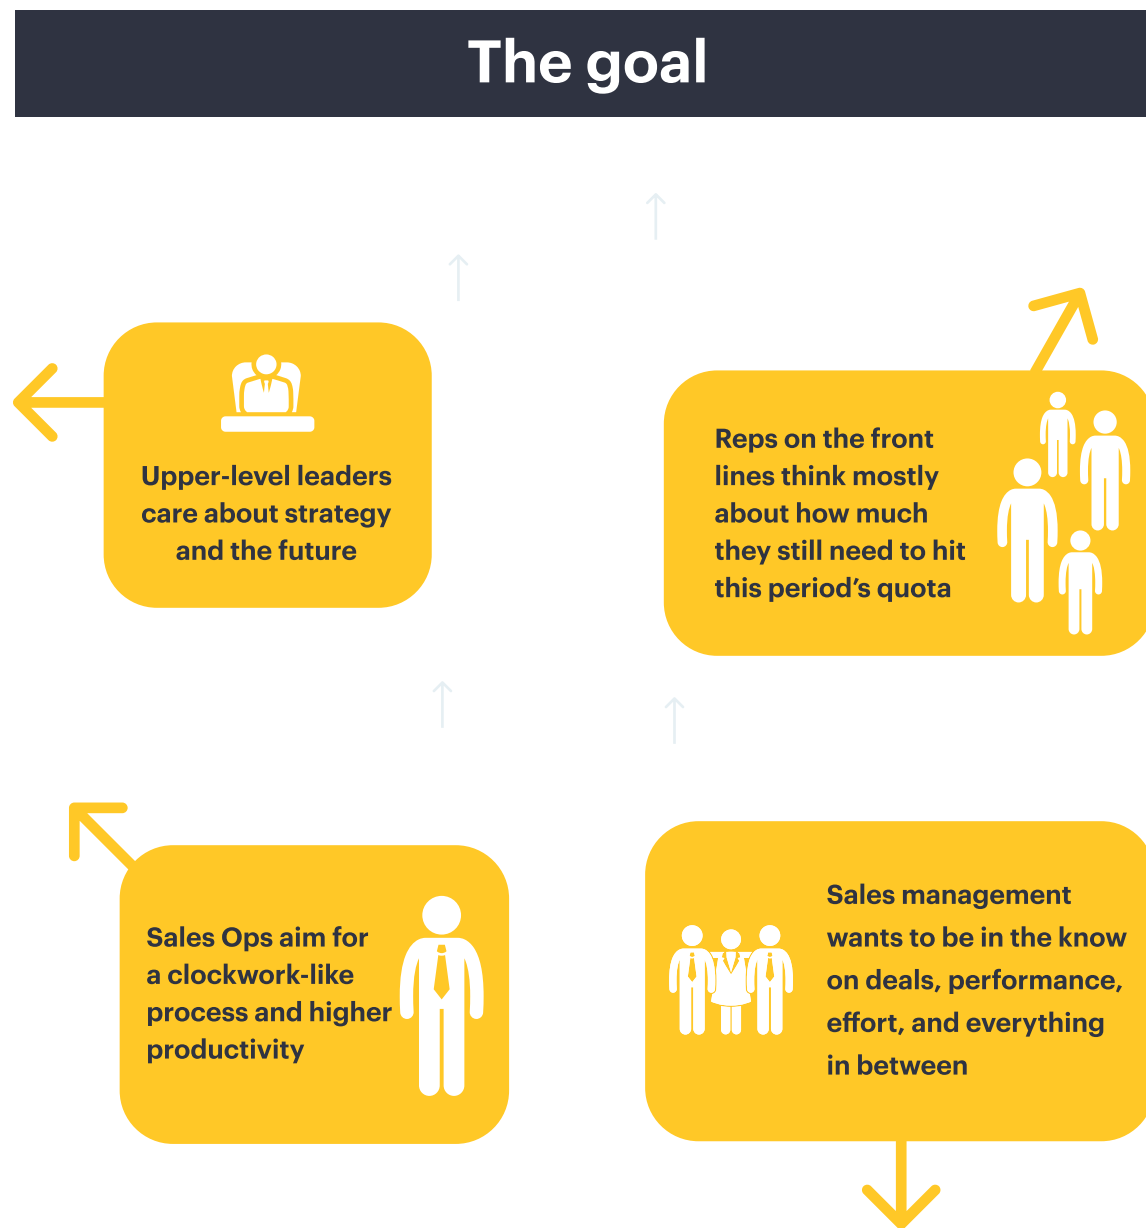 The goal
Upper-level leaders
care about strategy
and the future
Reps on the front
lines think mostly
about how much
they still need to hit
this period’s quota
Sales Ops aim for
a clockwork-like
process and higher
productivity
Sales management
wants to be in the know
on deals, performance,
effort, and everything
in between